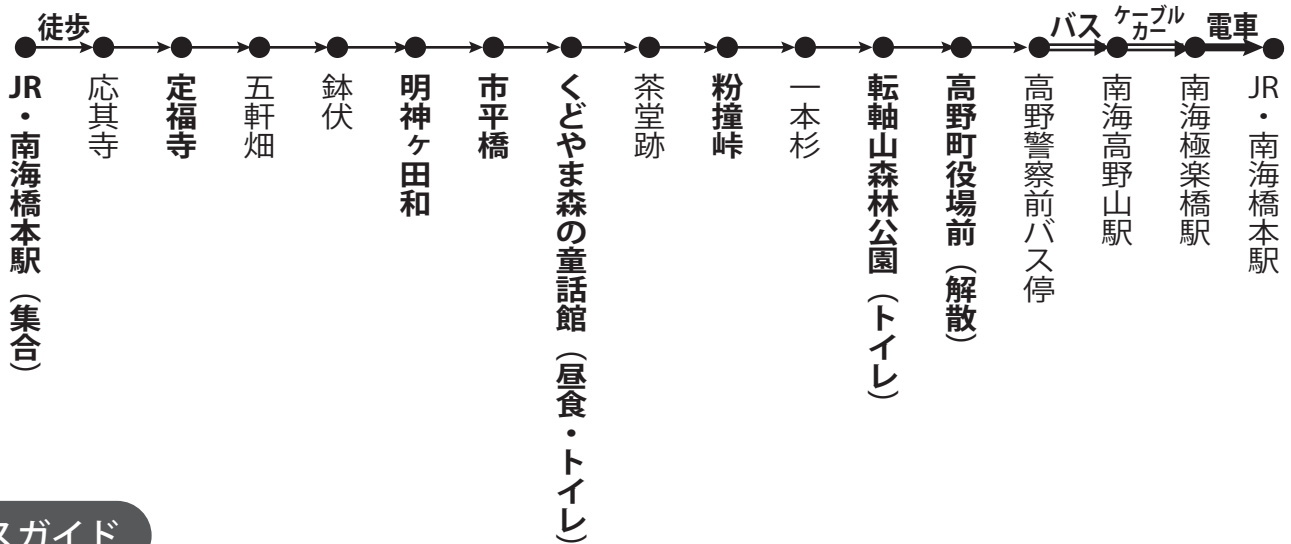 徒歩
バス
ケーブル
カー
電車
JR・南海橋本駅（集合）
応其寺
定福寺
五軒畑
鉢伏
明神ヶ田和
市平橋
くどやま森の童話館（昼食・トイレ）
茶堂跡
粉撞峠
一本杉
転軸山森林公園（トイレ）
高野町役場前（解散）
高野警察前バス停
南海高野山駅
南海極楽橋駅
JR・南海橋本駅
スガイド